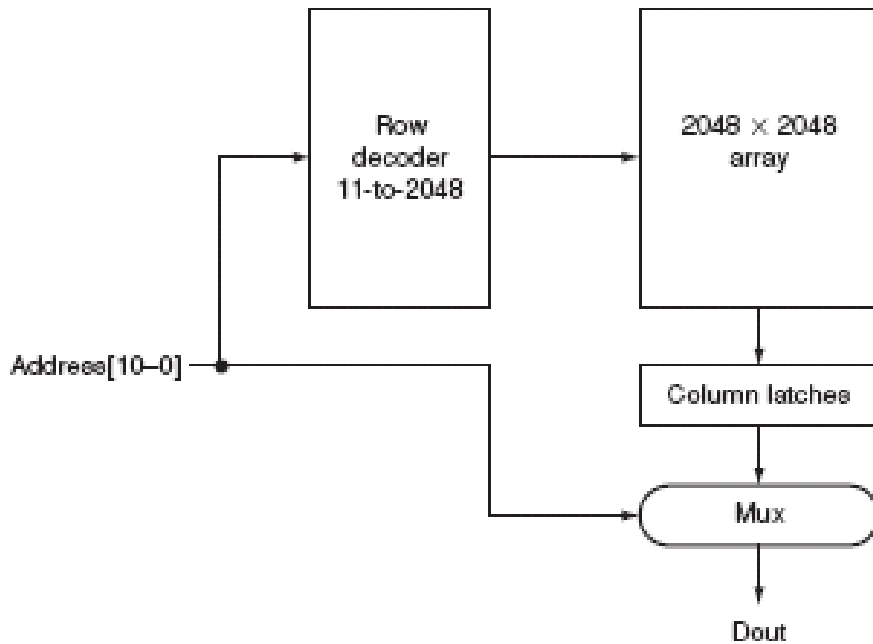 Row
decoder
11-to-2048
2048 × 2048
array
Address[10–0]
Column latches
Mux
Dout